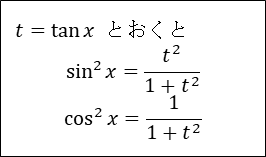 t = tan x とおくと
sin² x = t² / (1 + t²)
cos² x = 1 / (1 + t²)